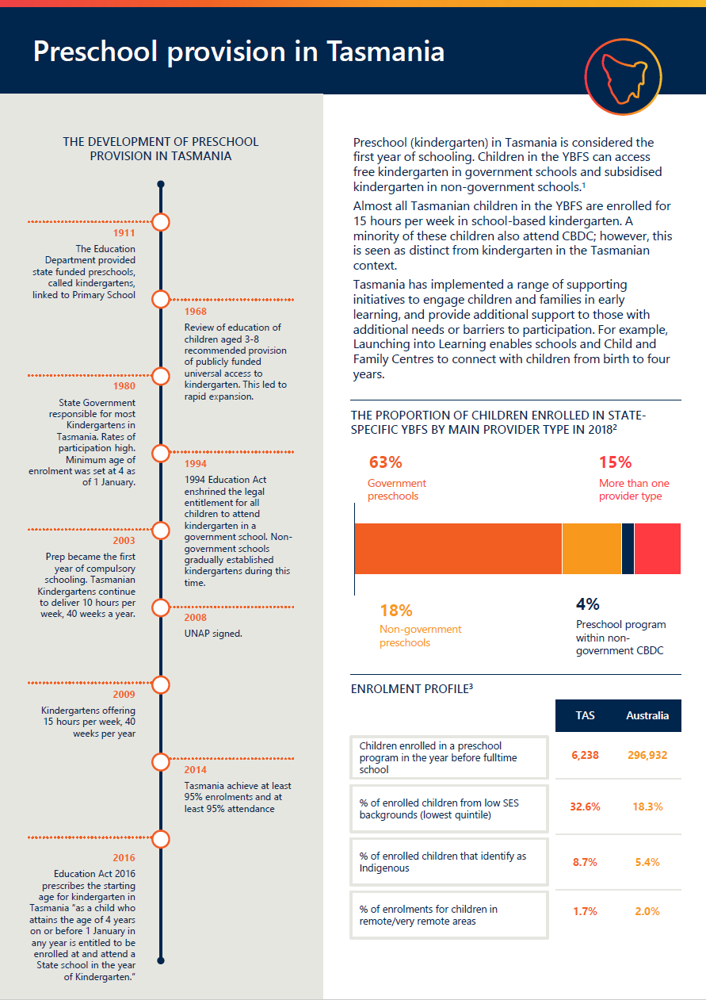 Preschool provision in Tasmania
THE DEVELOPMENT OF PRESCHOOL
PROVISION IN TASMANIA
1911
The Education
Department provided
state funded preschools,
called kindergartens,
linked to Primary School
1968
Review of education of
children aged 3-8
recommended provision
of publicly funded
universal access to
kindergarten. This led to
rapid expansion.
1980
State Government
responsible for most
Kindergartens in
Tasmania. Rates of
participation high.
Minimum age of
enrolment was set at 4 as
of 1 January.
1994
1994 Education Act
enshrined the legal
entitlement for all
children to attend
kindergarten in a
government school. Non-
government schools
gradually established
kindergartens during this
time.
2003
Prep became the first
year of compulsory
schooling. Tasmanian
Kindergartens continue
to deliver 10 hours per
week, 40 weeks a year.
2008
UNAP signed.
2009
Kindergartens offering
15 hours per week, 40
weeks per year
2014
Tasmania achieve at least
95% enrolments and at
least 95% attendance
2016
Education Act 2016
prescribes the starting
age for kindergarten in
Tasmania “as a child who
attains the age of 4 years
on or before 1 January in
any year is entitled to be
enrolled at and attend a
State school in the year
of Kindergarten.”
Preschool (kindergarten) in Tasmania is considered the
first year of schooling. Children in the YBFS can access
free kindergarten in government schools and subsidised
kindergarten in non-government schools.¹
Almost all Tasmanian children in the YBFS are enrolled for
15 hours per week in school-based kindergarten. A
minority of these children also attend CBDC; however, this
is seen as distinct from kindergarten in the Tasmanian
context.
Tasmania has implemented a range of supporting
initiatives to engage children and families in early
learning, and provide additional support to those with
additional needs or barriers to participation. For example,
Launching into Learning enables schools and Child and
Family Centres to connect with children from birth to four
years.
THE PROPORTION OF CHILDREN ENROLLED IN STATE-
SPECIFIC YBFS BY MAIN PROVIDER TYPE IN 2018²
63%
Government
preschools
15%
More than one
provider type
18%
Non-government
preschools
4%
Preschool program
within non-
government CBDC
ENROLMENT PROFILE³
TAS Australia
Children enrolled in a preschool
program in the year before fulltime
school
6,238 296,932
% of enrolled children from low SES
backgrounds (lowest quintile)
32.6% 18.3%
% of enrolled children that identify as
Indigenous
8.7% 5.4%
% of enrolments for children in
remote/very remote areas
1.7% 2.0%